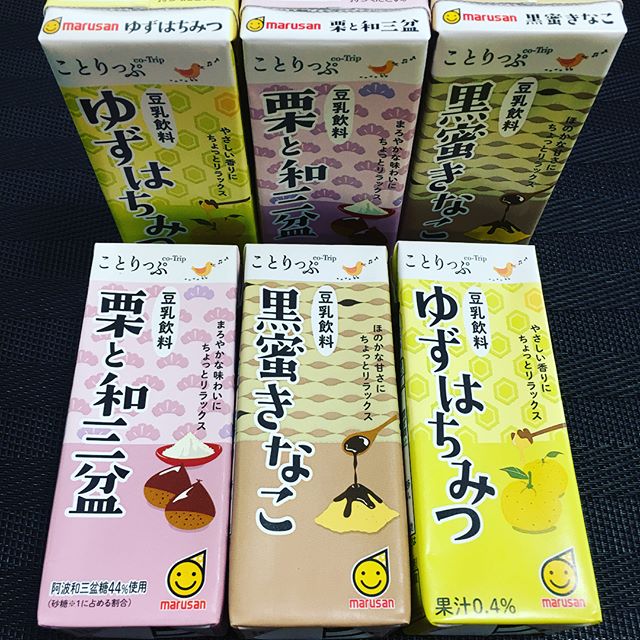 marusan ゆずはちみつ
marusan 栗と和三盆
marusan 黒蜜きなこ
ことりっぷ
co-Trip
豆乳飲料
ゆずはちみつ
やさしい香りに
ちょっとリラックス
ことりっぷ
co-Trip
豆乳飲料
栗と和三盆
まろやかな味わいに
ちょっとリラックス
ことりっぷ
co-Trip
豆乳飲料
黒蜜きなこ
ほのかな甘さに
ちょっとリラックス
ことりっぷ
co-Trip
豆乳飲料
栗と和三盆
まろやかな味わいに
ちょっとリラックス
阿波和三盆糖44%使用
(砂糖※1に占める割合)
marusan
ことりっぷ
co-Trip
豆乳飲料
黒蜜きなこ
ほのかな甘さに
ちょっとリラックス
marusan
ことりっぷ
co-Trip
豆乳飲料
ゆずはちみつ
やさしい香りに
ちょっとリラックス
果汁0.4%
marusan